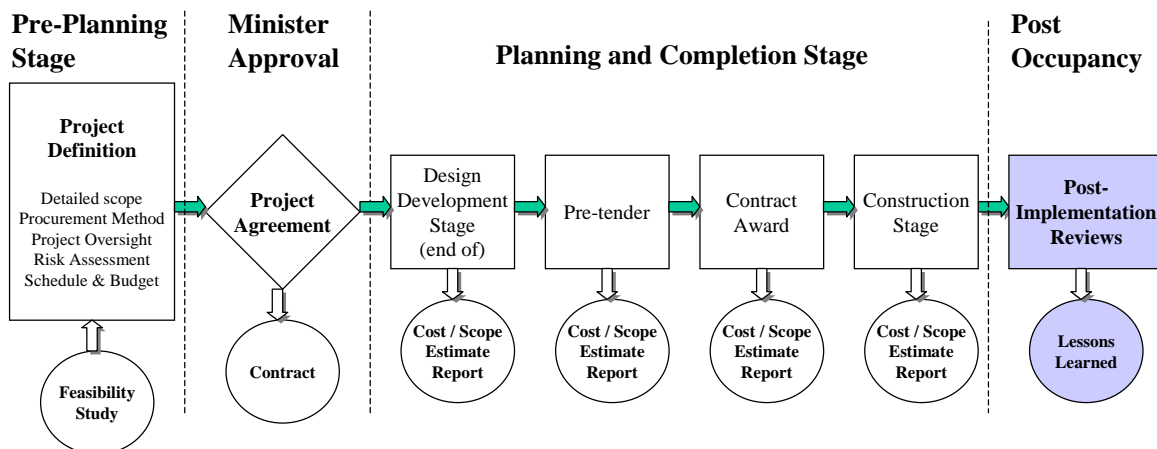 Pre-Planning
Stage
Minister
Approval
Planning and Completion Stage
Post
Occupancy
Project
Definition
Detailed scope
Procurement Method
Project Oversight
Risk Assessment
Schedule & Budget
Feasibility
Study
Project
Agreement
Contract
Design
Development
Stage
(end of)
Cost / Scope
Estimate
Report
Pre-tender
Cost / Scope
Estimate
Report
Contract
Award
Cost / Scope
Estimate
Report
Construction
Stage
Cost / Scope
Estimate
Report
Post-
Implementation
Reviews
Lessons
Learned